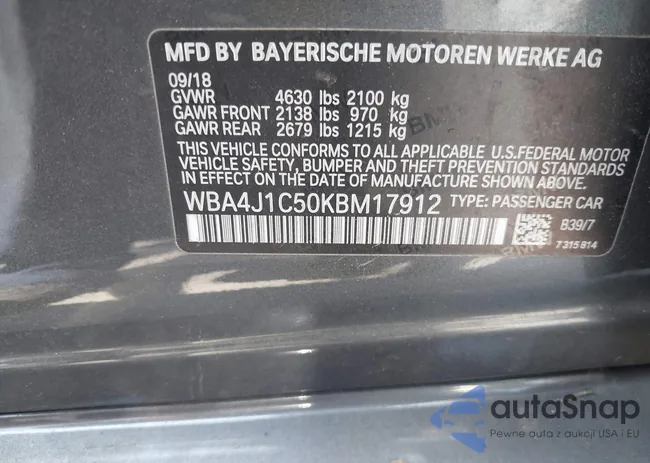 MFD BY BAYERISCHE MOTOREN WERKE AG
09/18
GVWR 4630 lbs 2100 kg
GAWR FRONT 2138 lbs 970 kg
GAWR REAR 2679 lbs 1215 kg
THIS VEHICLE CONFORMS TO ALL APPLICABLE U.S.FEDERAL MOTOR
VEHICLE SAFETY, BUMPER AND THEFT PREVENTION STANDARDS
IN EFFECT ON THE DATE OF MANUFACTURE SHOWN ABOVE.
WBA4J1C50KBM17912 TYPE: PASSENGER CAR
B39/7
7315814
autaSnap
Pewne auta z aukcji USA i EU